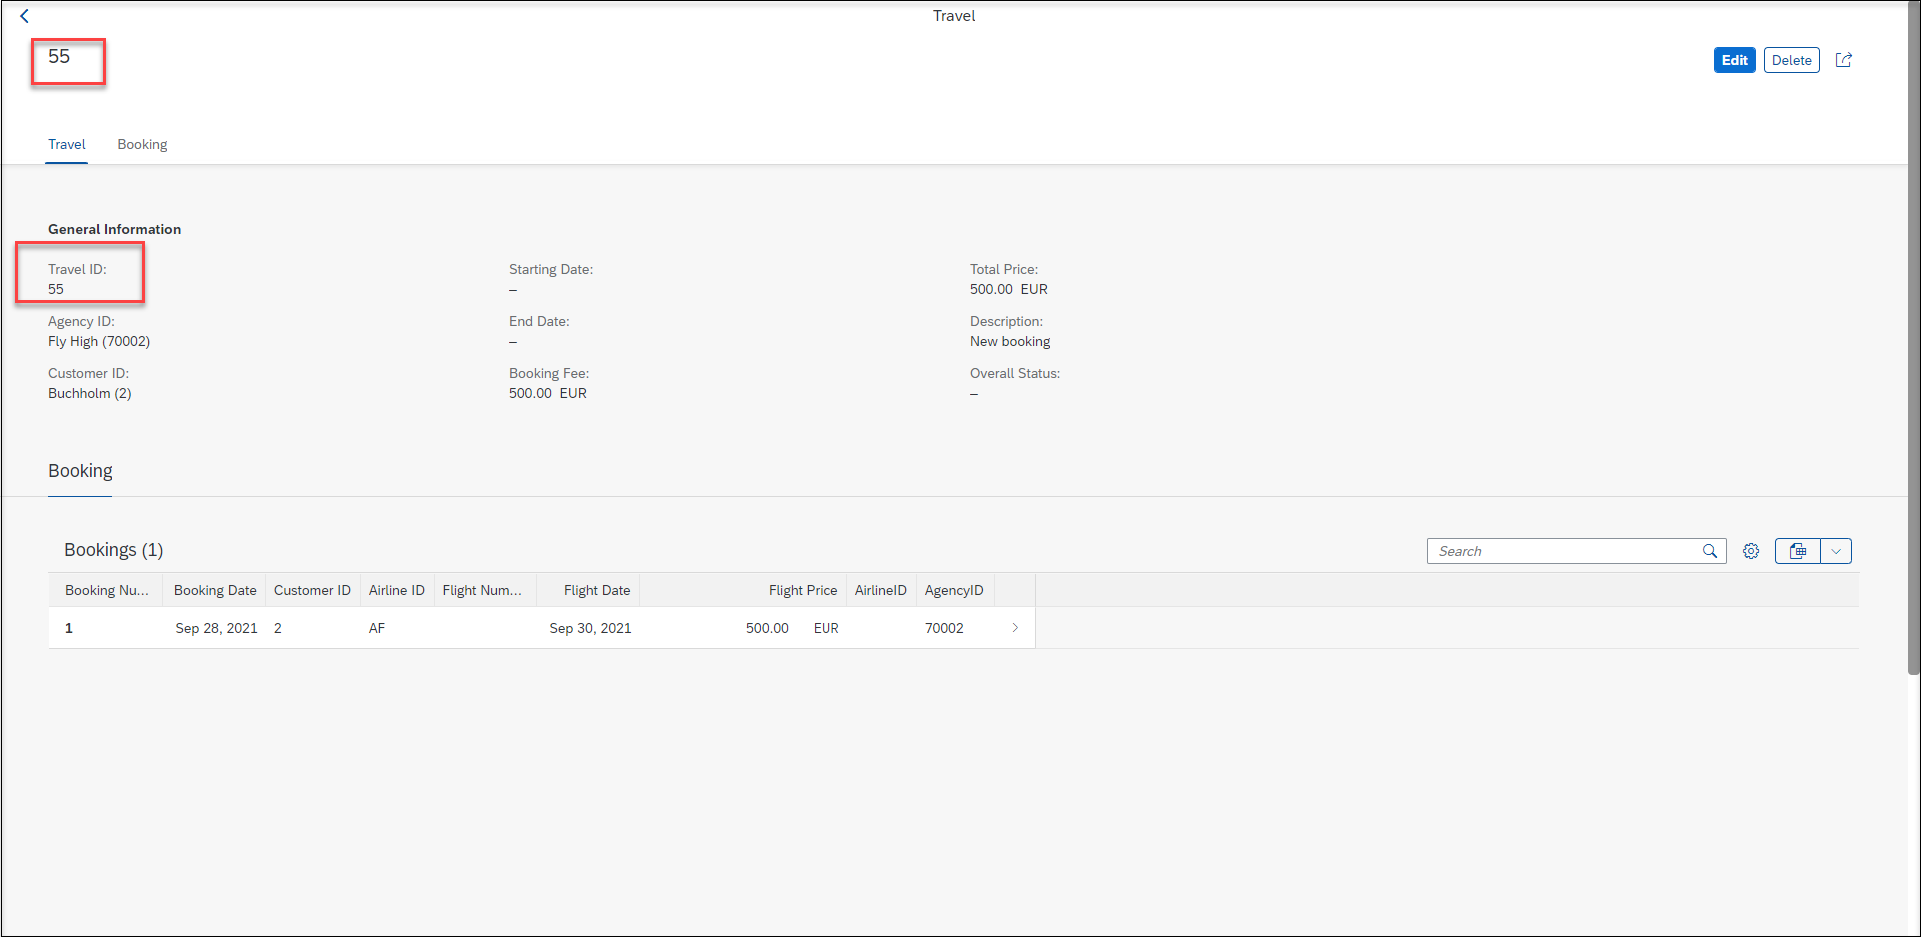 Travel
55
Edit Delete
Travel Booking
General Information
Travel ID: Starting Date: Total Price:
55 – 500.00 EUR
Agency ID: End Date: Description:
Fly High (70002) – New booking
Customer ID: Booking Fee: Overall Status:
Buchholm (2) 500.00 EUR –
Booking
Bookings (1) Search
Booking Nu... Booking Date Customer ID Airline ID Flight Num... Flight Date Flight Price AirlineID AgencyID
1 Sep 28, 2021 2 AF Sep 30, 2021 500.00 EUR 70002